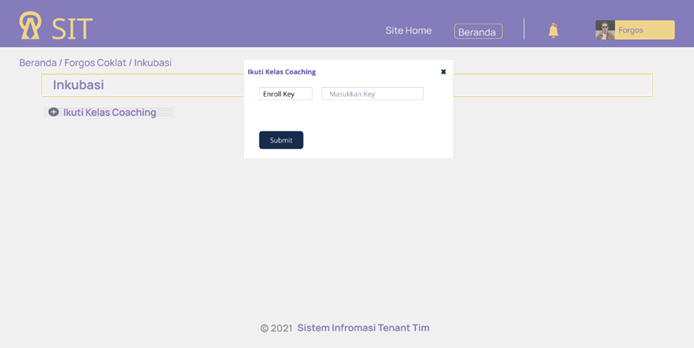 SIT
Site Home
Beranda
Forgos
Beranda / Forgos Coklat / Inkubasi
Inkubasi
Ikuti Kelas Coaching
Ikuti Kelas Coaching
Enroll Key
Masukkan Key
Submit
© 2021 Sistem Infromasi Tenant Tim